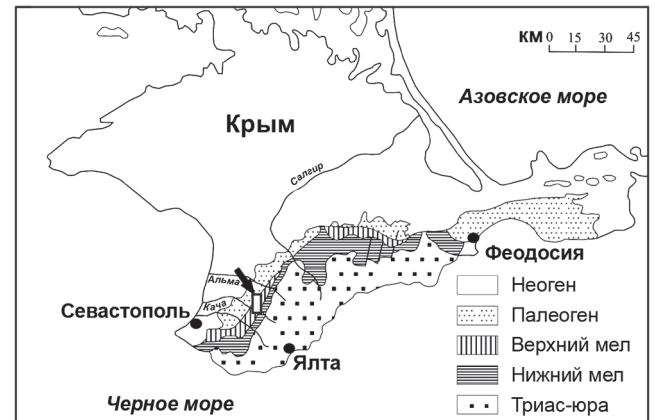 КМ 0 15 30 45
Азовское море
Крым
Салгир
Феодосия
Альма
Кача
Севастополь
Ялта
Черное море
Неоген
Палеоген
Верхний мел
Нижний мел
Триас-юра